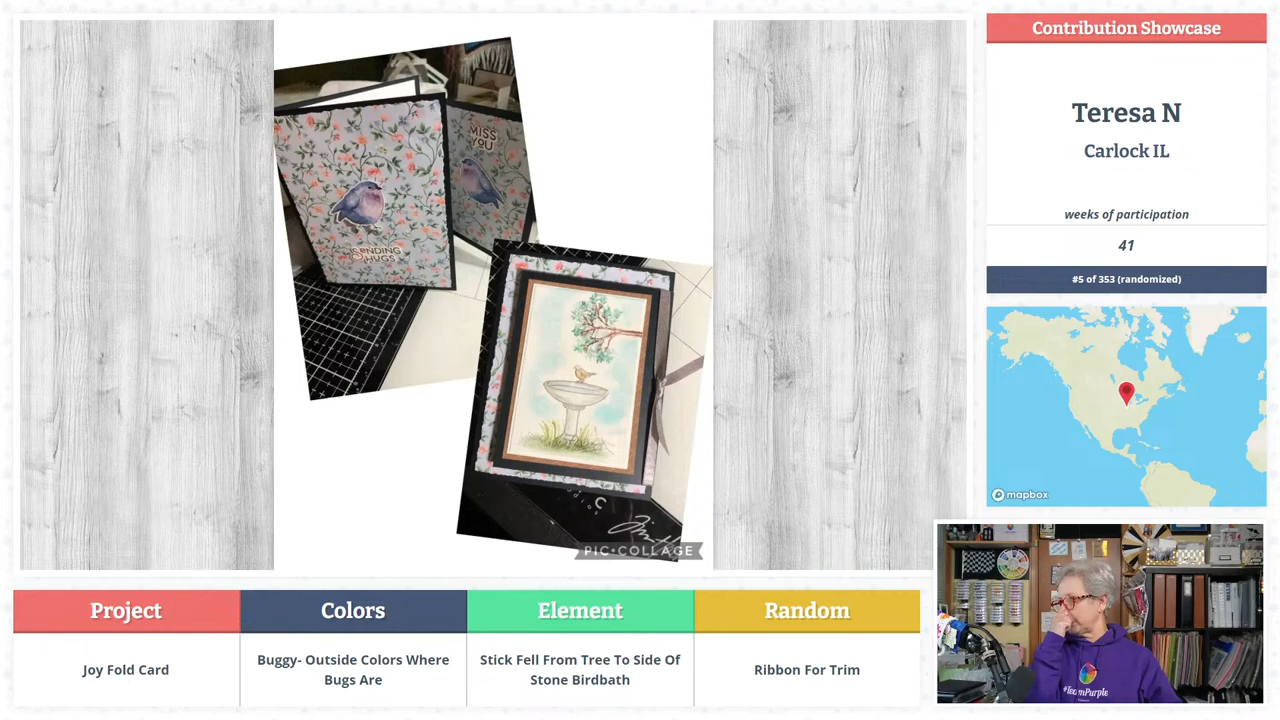 Contribution Showcase
Teresa N
Carlock IL
weeks of participation
41
#5 of 353 (randomized)
MISS
YOU
SENDING
HUGS
PIC•COLLAGE
mapbox
Project
Colors
Element
Random
Joy Fold Card
Buggy- Outside Colors Where
Bugs Are
Stick Fell From Tree To Side Of
Stone Birdbath
Ribbon For Trim
#TeamPurple